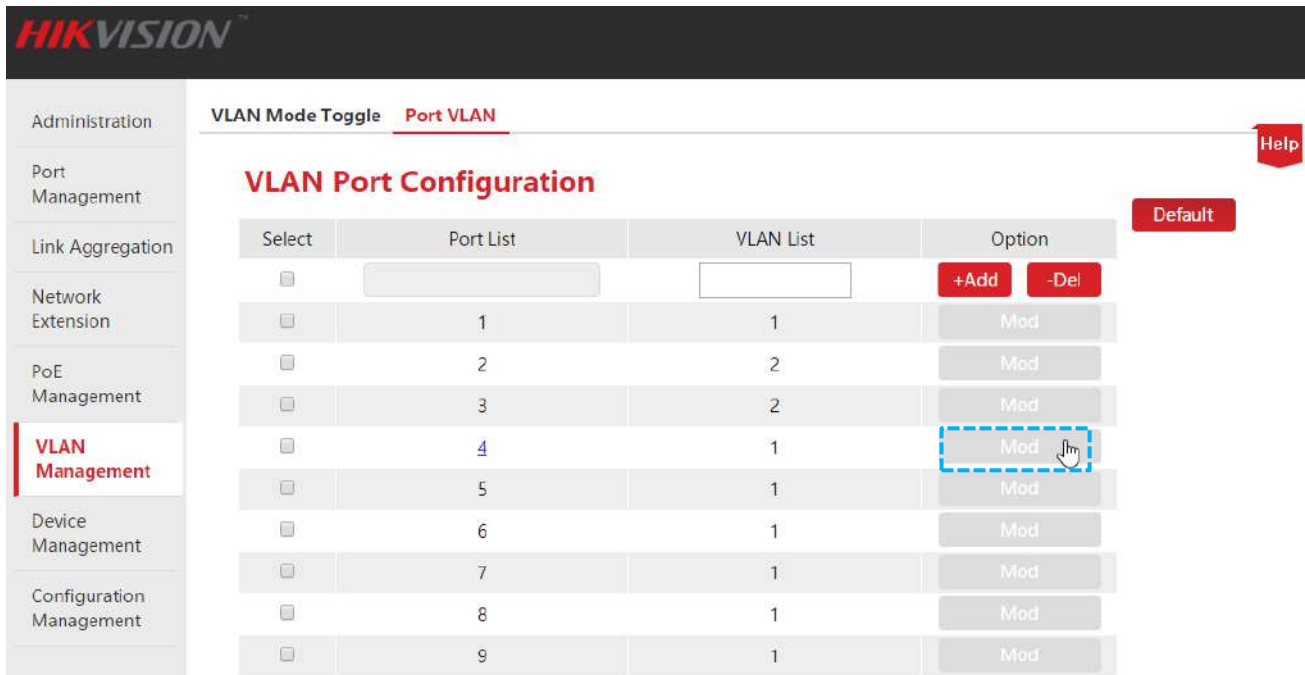 HIKVISION™
Administration
Port
Management
Link Aggregation
Network
Extension
PoE
Management
VLAN
Management
Device
Management
Configuration
Management
VLAN Mode Toggle Port VLAN
Help
VLAN Port Configuration
Default
Select Port List VLAN List Option
+Add -Del
1 1 Mod
2 2 Mod
3 2 Mod
4 1 Mod
5 1 Mod
6 1 Mod
7 1 Mod
8 1 Mod
9 1 Mod